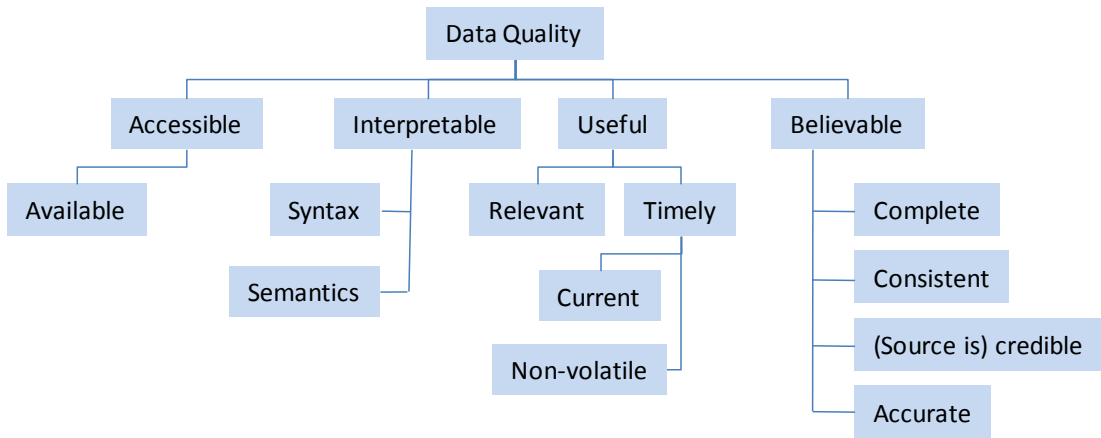 Data Quality
Accessible
Interpretable
Useful
Believable
Available
Syntax
Relevant
Timely
Complete
Semantics
Current
Consistent
Non-volatile
(Source is) credible
Accurate